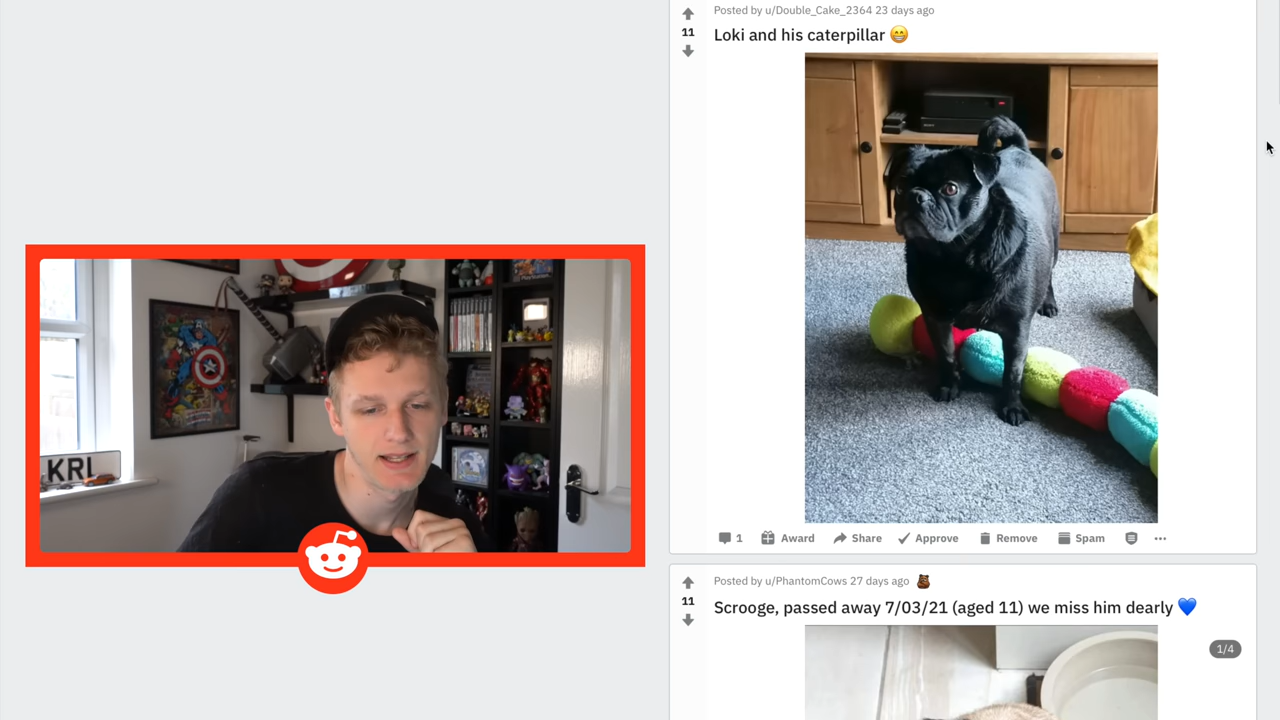 Posted by u/Double_Cake_2364 23 days ago
11
Loki and his caterpillar 😁
KRL
1
Award
Share
Approve
Remove
Spam
Posted by u/PhantomCows 27 days ago
11
Scrooge, passed away 7/03/21 (aged 11) we miss him dearly 💙
1/4